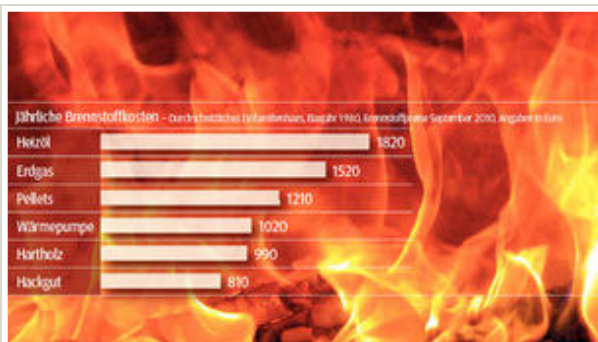 Jährliche Brennstoffkosten – Durchschnittliches Einfamilienhaus, Baujahr 1980, Brennstoffpreise September 2010, Angaben in Euro
Heizöl 1820
Erdgas 1520
Pellets 1210
Wärmepumpe 1020
Hartholz 990
Hackgut 810